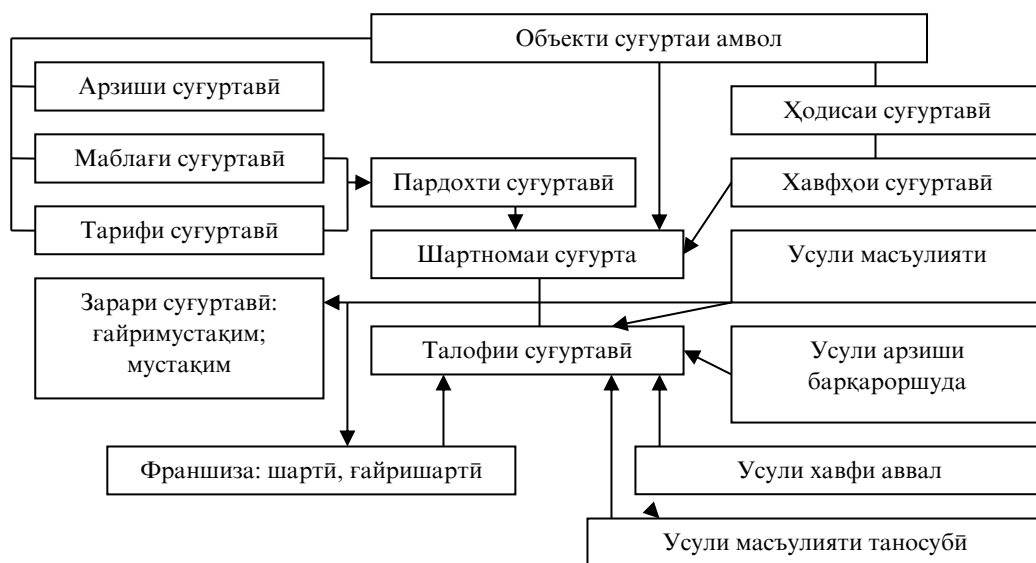 Объекти суғуртаи амвол
Арзиши суғуртавӣ
Ҳодисаи суғуртавӣ
Маблағи суғуртавӣ
Пардохти суғуртавӣ
Хавфҳои суғуртавӣ
Тарифи суғуртавӣ
Шартномаи суғурта
Усули масъулияти
Зарари суғуртавӣ:
ғайримустақим;
мустақим
Талофии суғуртавӣ
Усули арзиши
барқароршуда
Франшиза: шартӣ, ғайришартӣ
Усули хавфи аввал
Усули масъулияти таносубӣ